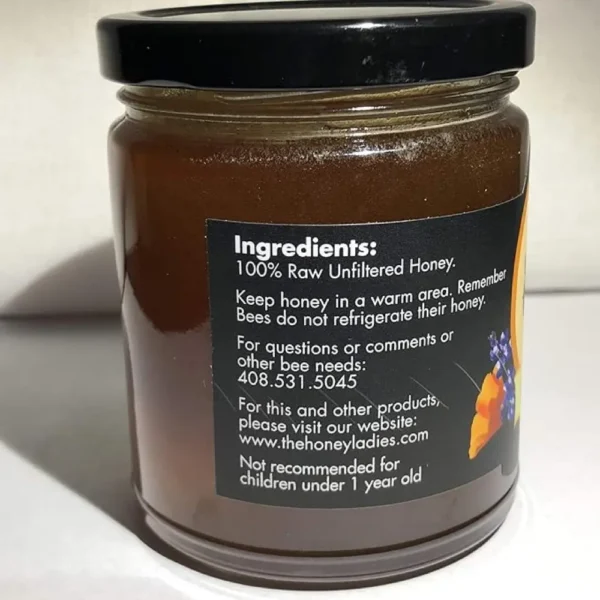 Ingredients:
100% Raw Unfiltered Honey.
Keep honey in a warm area. Remember
Bees do not refrigerate their honey.
For questions or comments or
other bee needs:
408.531.5045
For this and other products,
please visit our website:
www.thehoneyladies.com
Not recommended for
children under 1 year old